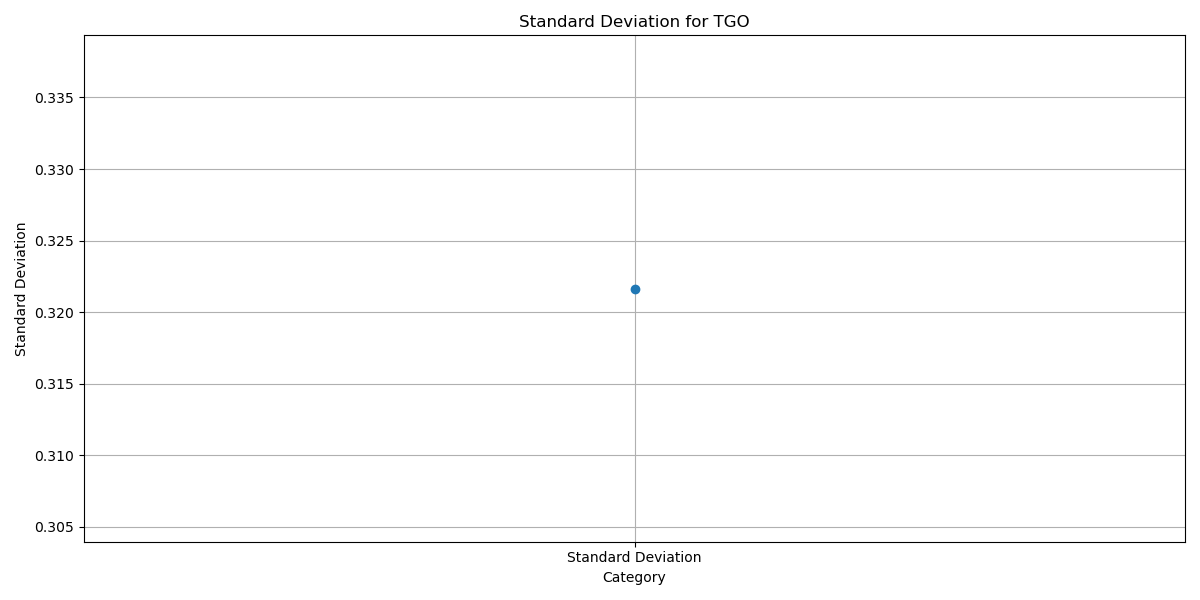 Standard Deviation for TGO
Standard Deviation
0.335
0.330
0.325
0.320
0.315
0.310
0.305
Standard Deviation
Category